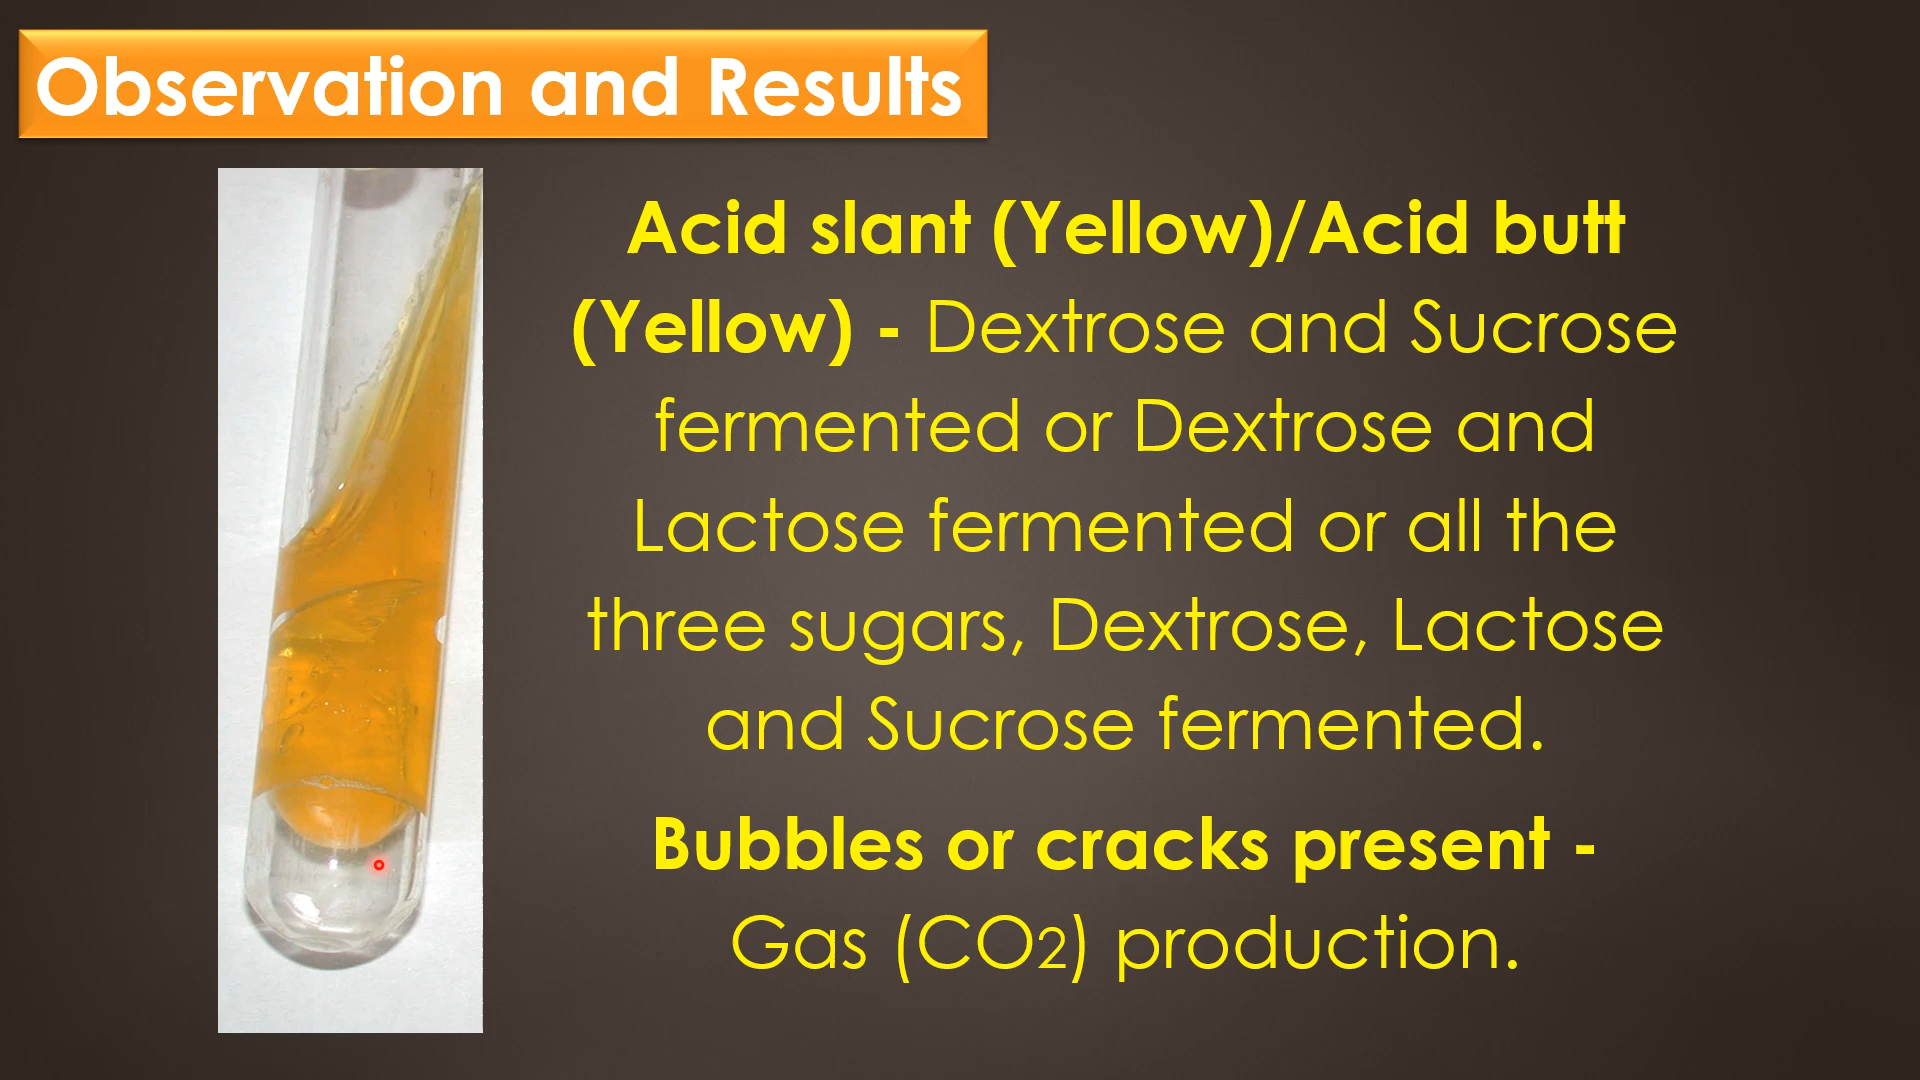 Observation and Results
Acid slant (Yellow)/Acid butt
(Yellow) - Dextrose and Sucrose
fermented or Dextrose and
Lactose fermented or all the
three sugars, Dextrose, Lactose
and Sucrose fermented.
Bubbles or cracks present -
Gas (CO2) production.